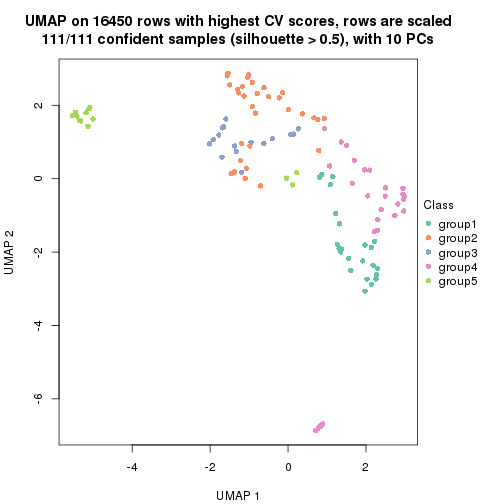 UMAP on 16450 rows with highest CV scores, rows are scaled
111/111 confident samples (silhouette > 0.5), with 10 PCs
2
0
-2
-4
-6
UMAP 2
-4
-2
0
2
UMAP 1
Class
group1
group2
group3
group4
group5